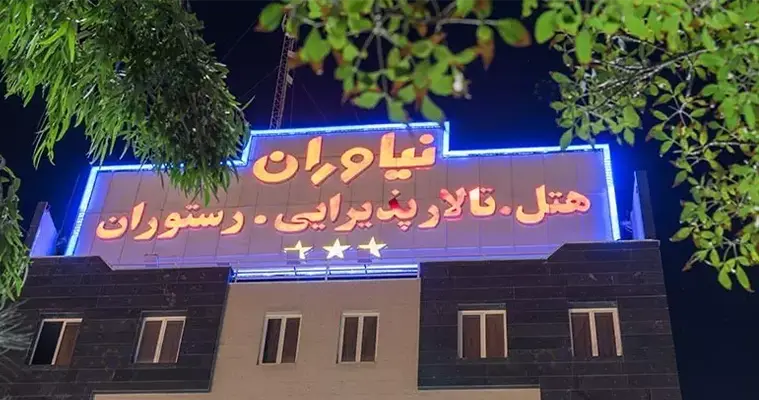 نیاوران
هتل . تالار پذیرایی . رستوران